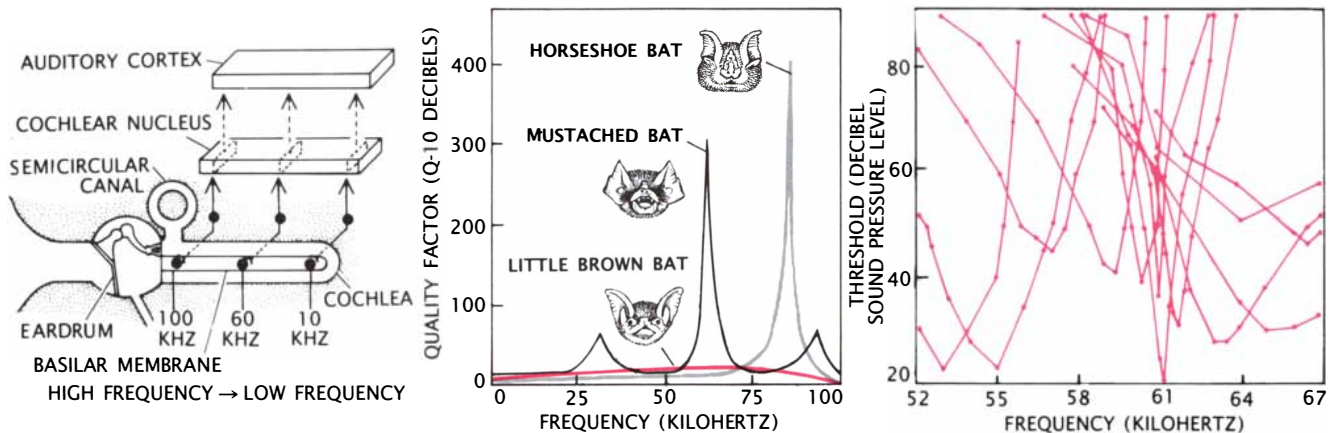 AUDITORY CORTEX
COCHLEAR NUCLEUS
SEMICIRCULAR
CANAL
COCHLEA
EARDRUM
100
KHZ
60
KHZ
10
KHZ
BASILAR MEMBRANE
HIGH FREQUENCY → LOW FREQUENCY
QUALITY FACTOR (Q-10 DECIBELS)
400
300
200
100
0
HORSESHOE BAT
MUSTACHED BAT
LITTLE BROWN BAT
0 25 50 75 100
FREQUENCY (KILOHERTZ)
THRESHOLD (DECIBEL
SOUND PRESSURE LEVEL)
80
60
40
20
52 55 58 61 64 67
FREQUENCY (KILOHERTZ)